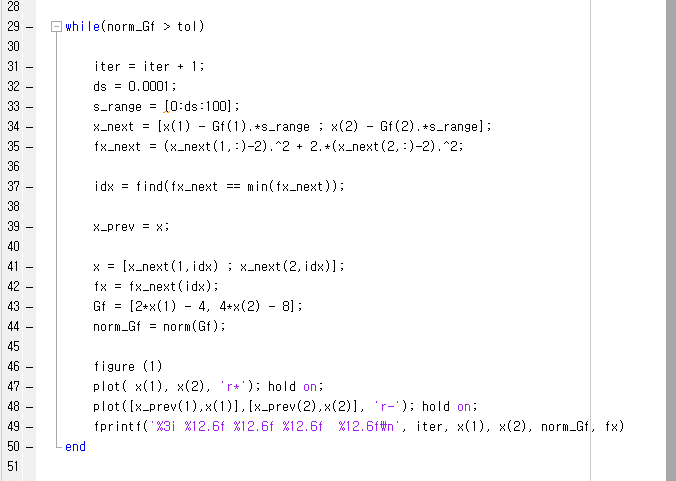 28
29 – while(norm_Gf > tol)
30
31 – iter = iter + 1;
32 – ds = 0.0001;
33 – s_range = [0:ds:100];
34 – x_next = [x(1) - Gf(1).*s_range ; x(2) - Gf(2).*s_range];
35 – fx_next = (x_next(1,:)-2).^2 + 2.*(x_next(2,:)-2).^2;
36
37 – idx = find(fx_next == min(fx_next));
38
39 – x_prev = x;
40
41 – x = [x_next(1,idx) ; x_next(2,idx)];
42 – fx = fx_next(idx);
43 – Gf = [2*x(1) - 4, 4*x(2) - 8];
44 – norm_Gf = norm(Gf);
45
46 – figure (1)
47 – plot( x(1), x(2), 'r*'); hold on;
48 – plot([x_prev(1),x(1)],[x_prev(2),x(2)], 'r-'); hold on;
49 – fprintf('%3i %12.6f %12.6f %12.6f  %12.6f₩n', iter, x(1), x(2), norm_Gf, fx)
50 – end
51